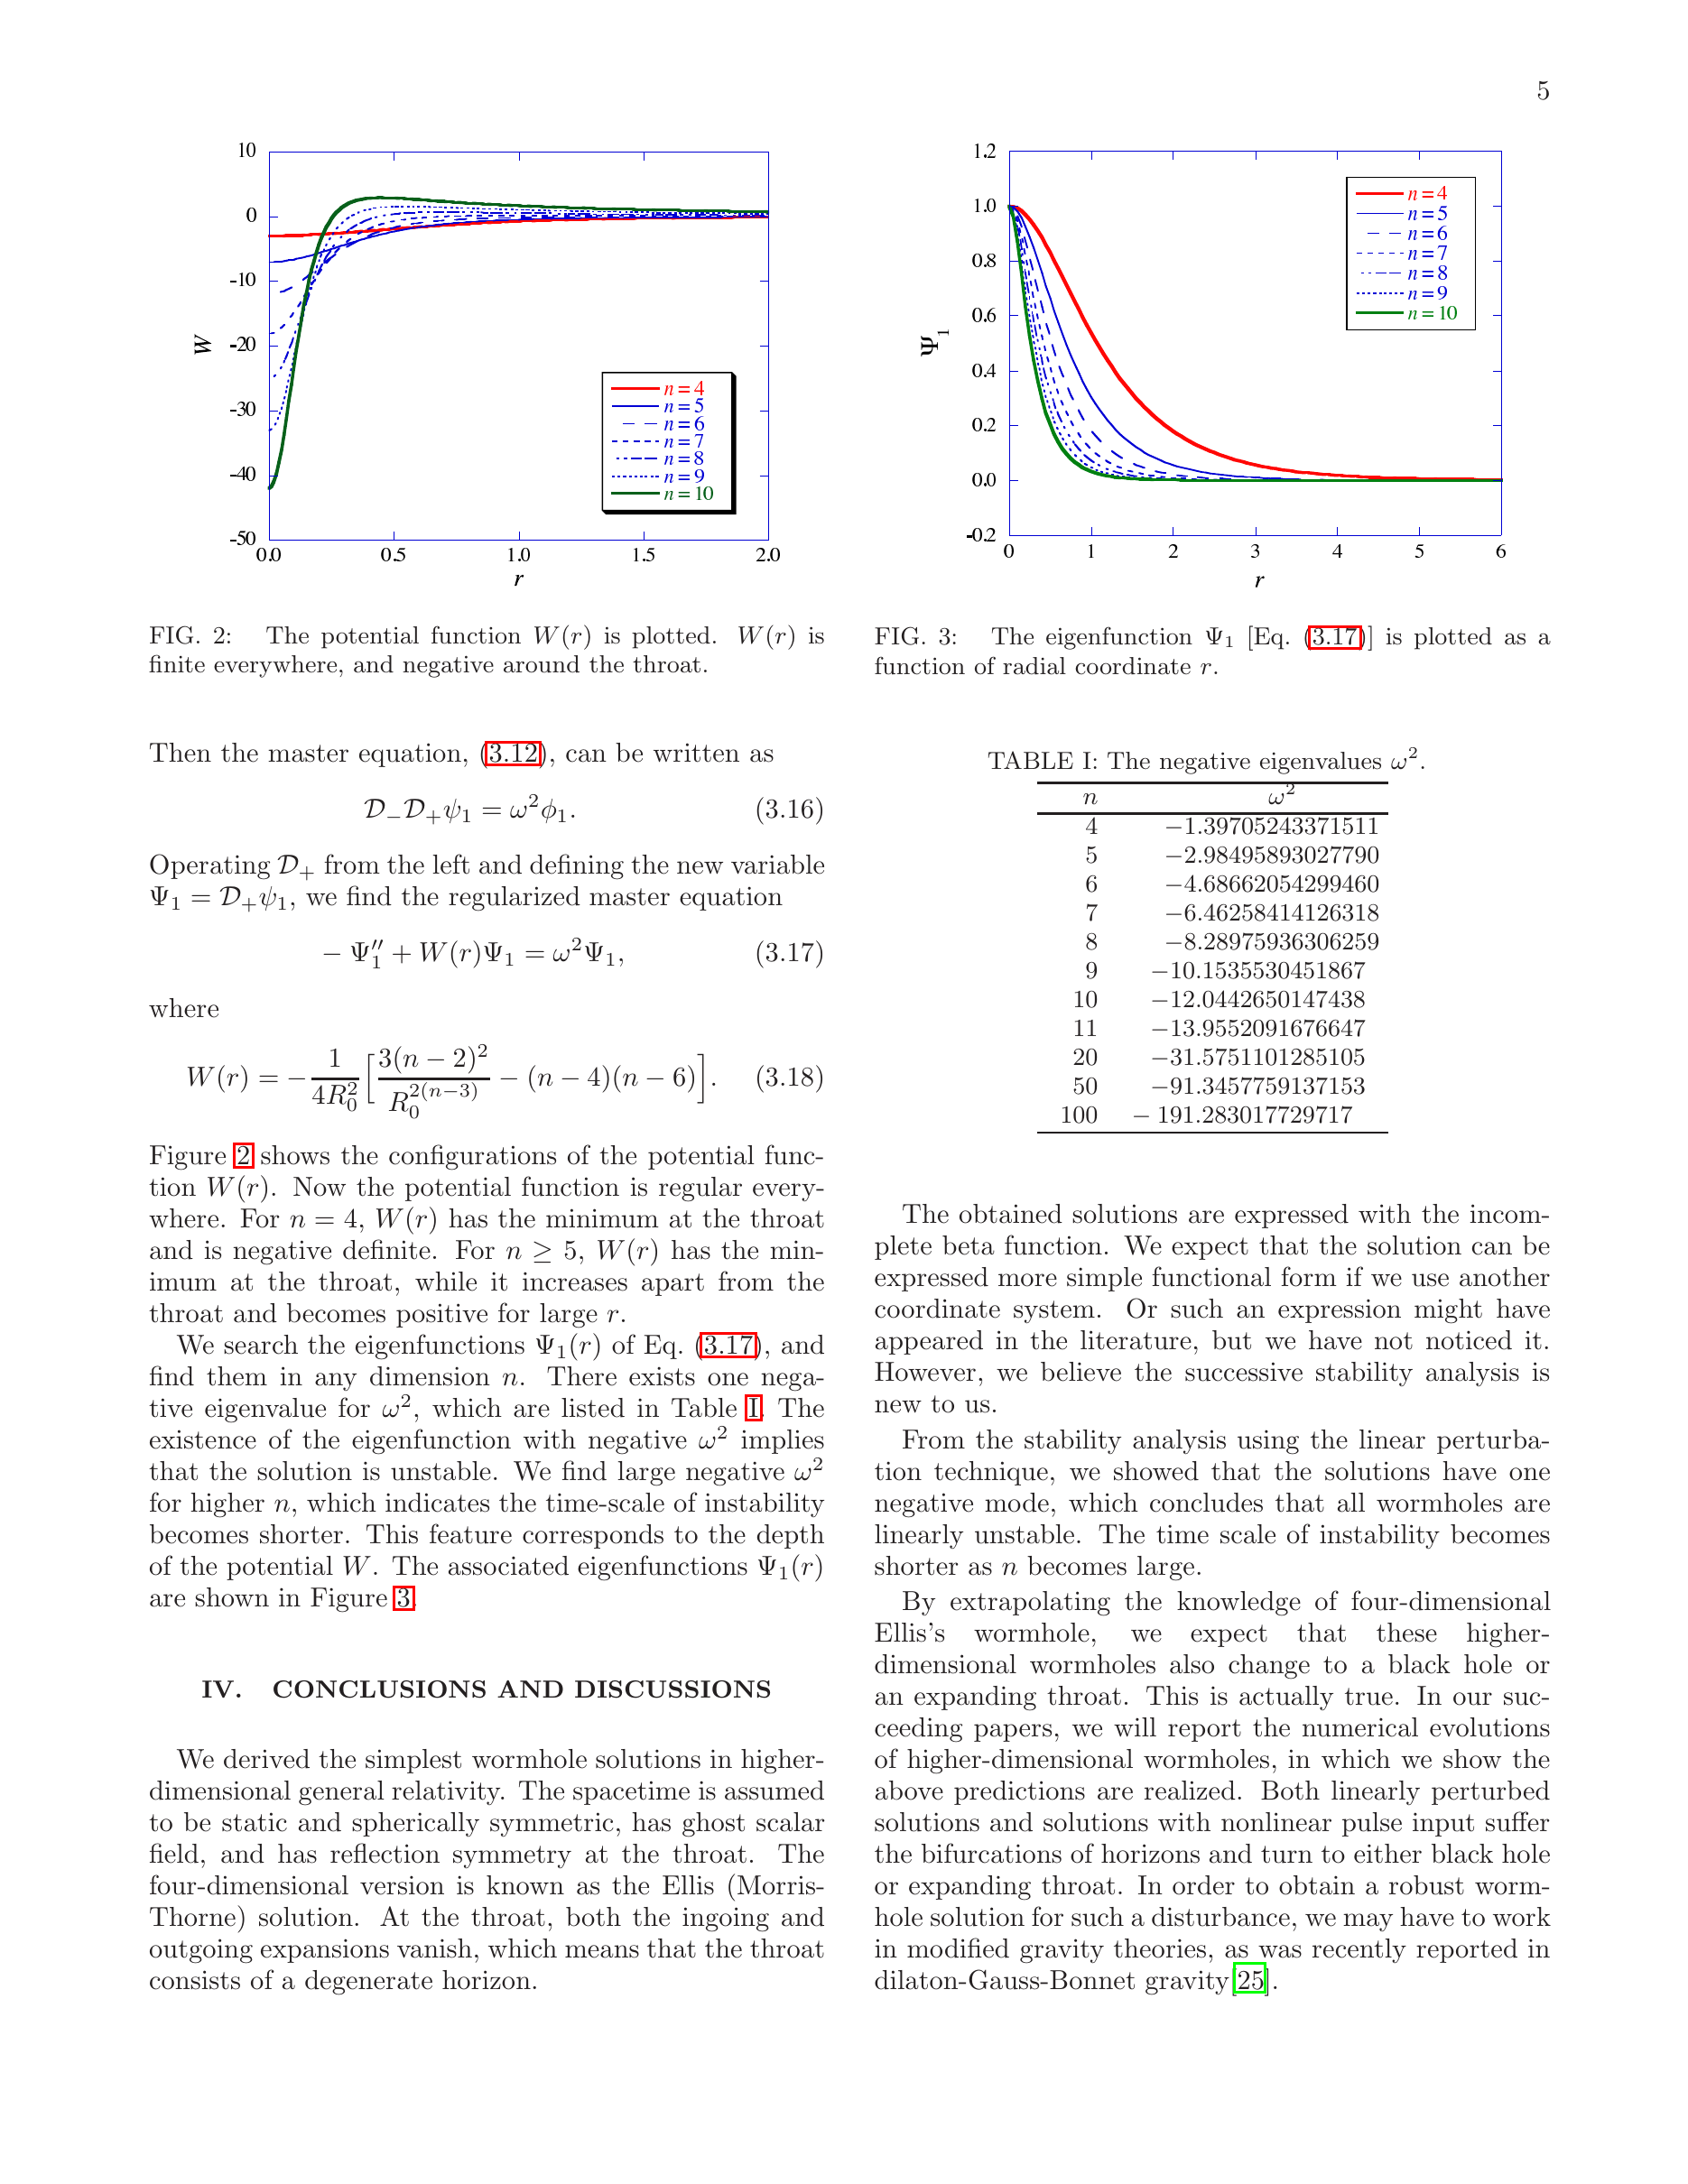 5
10
0
-10
-20
-30
-40
-50
W
0.0 0.5 1.0 1.5 2.0
r
n = 4
n = 5
n = 6
n = 7
n = 8
n = 9
n = 10
FIG. 2: The potential function W(r) is plotted. W(r) is
finite everywhere, and negative around the throat.
Then the master equation, (3.12), can be written as
𝒟₋𝒟₊ψ₁ = ω²ϕ₁. (3.16)
Operating 𝒟₊ from the left and defining the new variable
Ψ₁ = 𝒟₊ψ₁, we find the regularized master equation
− Ψ₁″ + W(r)Ψ₁ = ω²Ψ₁, (3.17)
where
W(r) = − 1/(4R₀²) [ 3(n − 2)²/R₀^{2(n−3)} − (n − 4)(n − 6) ]. (3.18)
Figure 2 shows the configurations of the potential func-
tion W(r). Now the potential function is regular every-
where. For n = 4, W(r) has the minimum at the throat
and is negative definite. For n ≥ 5, W(r) has the min-
imum at the throat, while it increases apart from the
throat and becomes positive for large r.
We search the eigenfunctions Ψ₁(r) of Eq. (3.17), and
find them in any dimension n. There exists one nega-
tive eigenvalue for ω², which are listed in Table I. The
existence of the eigenfunction with negative ω² implies
that the solution is unstable. We find large negative ω²
for higher n, which indicates the time-scale of instability
becomes shorter. This feature corresponds to the depth
of the potential W. The associated eigenfunctions Ψ₁(r)
are shown in Figure 3.
IV. CONCLUSIONS AND DISCUSSIONS
We derived the simplest wormhole solutions in higher-
dimensional general relativity. The spacetime is assumed
to be static and spherically symmetric, has ghost scalar
field, and has reflection symmetry at the throat. The
four-dimensional version is known as the Ellis (Morris-
Thorne) solution. At the throat, both the ingoing and
outgoing expansions vanish, which means that the throat
consists of a degenerate horizon.
1.2
1.0
0.8
0.6
0.4
0.2
0.0
-0.2
Ψ₁
0 1 2 3 4 5 6
r
n = 4
n = 5
n = 6
n = 7
n = 8
n = 9
n = 10
FIG. 3: The eigenfunction Ψ₁ [Eq. (3.17)] is plotted as a
function of radial coordinate r.
TABLE I: The negative eigenvalues ω².
n ω²
4 −1.39705243371511
5 −2.98495893027790
6 −4.68662054299460
7 −6.46258414126318
8 −8.28975936306259
9 −10.1535530451867
10 −12.0442650147438
11 −13.9552091676647
20 −31.5751101285105
50 −91.3457759137153
100 − 191.283017729717
The obtained solutions are expressed with the incom-
plete beta function. We expect that the solution can be
expressed more simple functional form if we use another
coordinate system. Or such an expression might have
appeared in the literature, but we have not noticed it.
However, we believe the successive stability analysis is
new to us.
From the stability analysis using the linear perturba-
tion technique, we showed that the solutions have one
negative mode, which concludes that all wormholes are
linearly unstable. The time scale of instability becomes
shorter as n becomes large.
By extrapolating the knowledge of four-dimensional
Ellis's wormhole, we expect that these higher-
dimensional wormholes also change to a black hole or
an expanding throat. This is actually true. In our suc-
ceeding papers, we will report the numerical evolutions
of higher-dimensional wormholes, in which we show the
above predictions are realized. Both linearly perturbed
solutions and solutions with nonlinear pulse input suffer
the bifurcations of horizons and turn to either black hole
or expanding throat. In order to obtain a robust worm-
hole solution for such a disturbance, we may have to work
in modified gravity theories, as was recently reported in
dilaton-Gauss-Bonnet gravity[25].